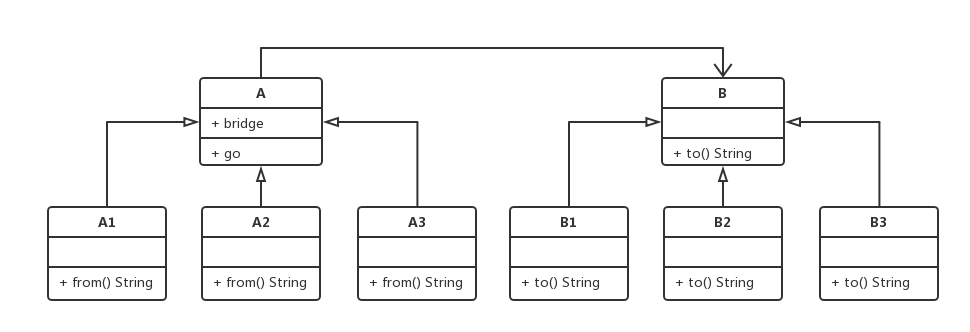 A
+ bridge
+ go
B
+ to() String
A1
+ from() String
A2
+ from() String
A3
+ from() String
B1
+ to() String
B2
+ to() String
B3
+ to() String